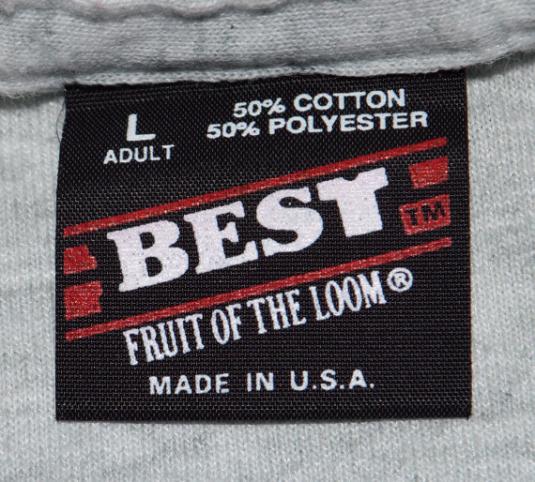 L
ADULT
50% COTTON
50% POLYESTER
BEST
TM
FRUIT OF THE LOOM®
MADE IN U.S.A.